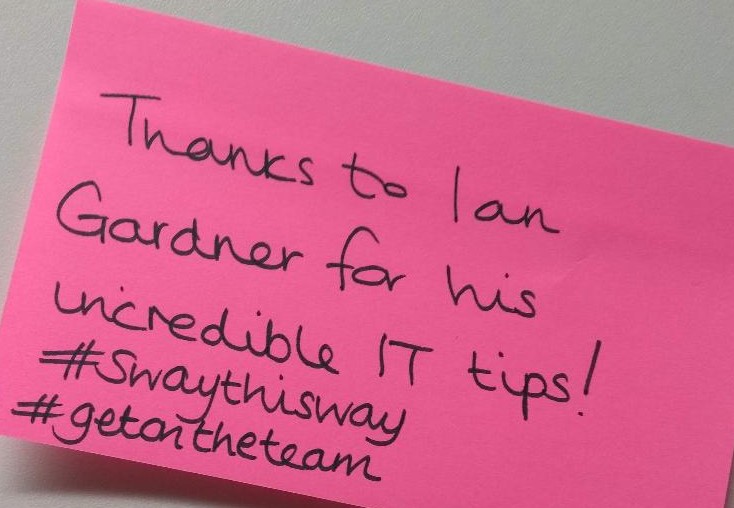 Thanks to Ian
Gardner for his
incredible IT tips!
#Swaythisway
#getontheteam